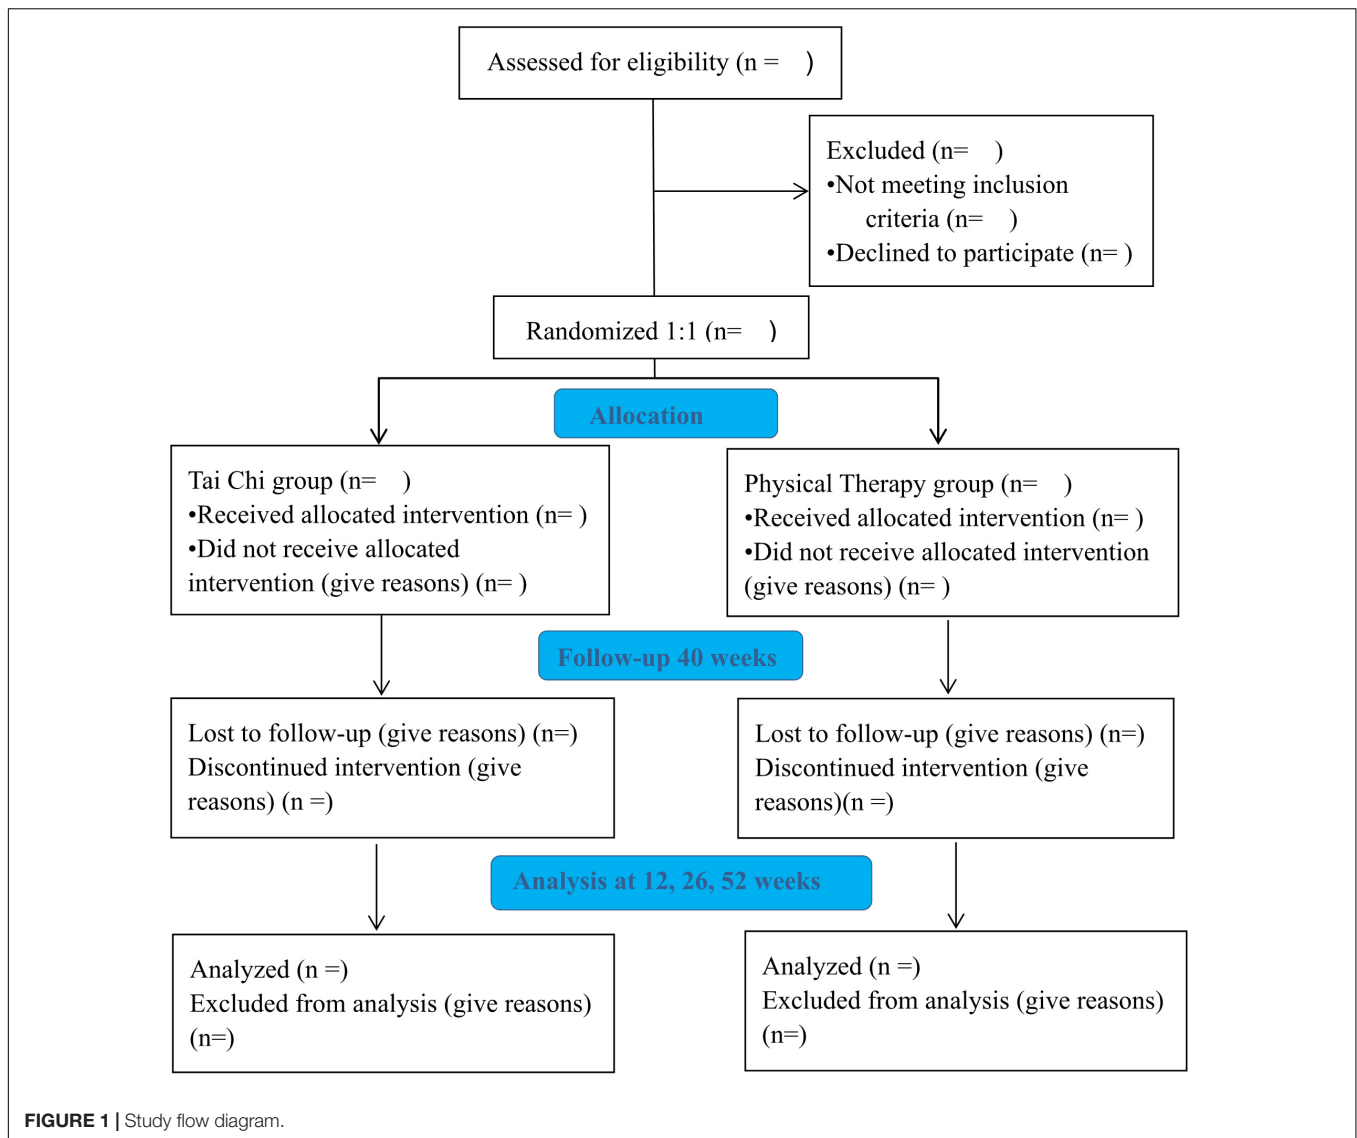 Assessed for eligibility (n =    )
Excluded (n=    )
•Not meeting inclusion
criteria (n=    )
•Declined to participate (n= )
Randomized 1:1 (n=    )
Allocation
Tai Chi group (n=    )
•Received allocated intervention (n= )
•Did not receive allocated
intervention (give reasons) (n= )
Physical Therapy group (n=    )
•Received allocated intervention (n= )
•Did not receive allocated intervention
(give reasons) (n= )
Follow-up 40 weeks
Lost to follow-up (give reasons) (n=)
Discontinued intervention (give
reasons) (n =)
Lost to follow-up (give reasons) (n=)
Discontinued intervention (give
reasons)(n =)
Analysis at 12, 26, 52 weeks
Analyzed (n =)
Excluded from analysis (give reasons)
(n=)
Analyzed (n =)
Excluded from analysis (give reasons)
(n=)
FIGURE 1 | Study flow diagram.